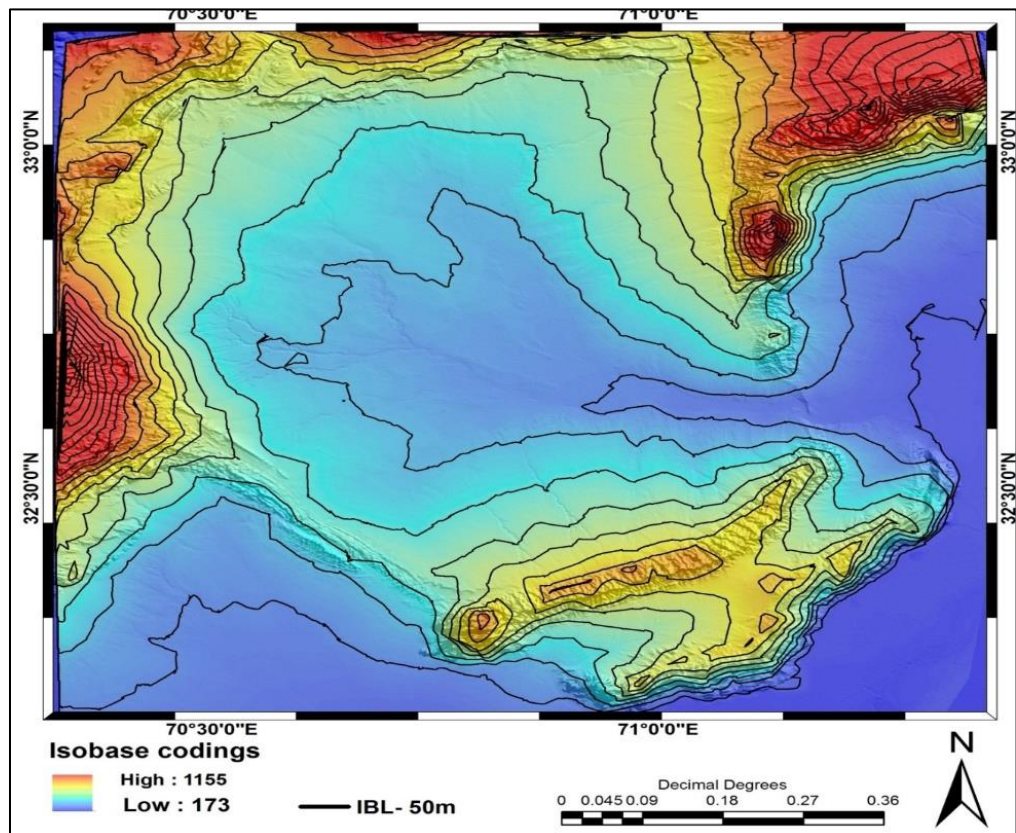 70°30'0"E 71°0'0"E
33°0'0"N 33°0'0"N
32°30'0"N 32°30'0"N
70°30'0"E 71°0'0"E
Isobase codings
High : 1155
Low : 173
IBL- 50m
Decimal Degrees
0 0.0450.09 0.18 0.27 0.36
N